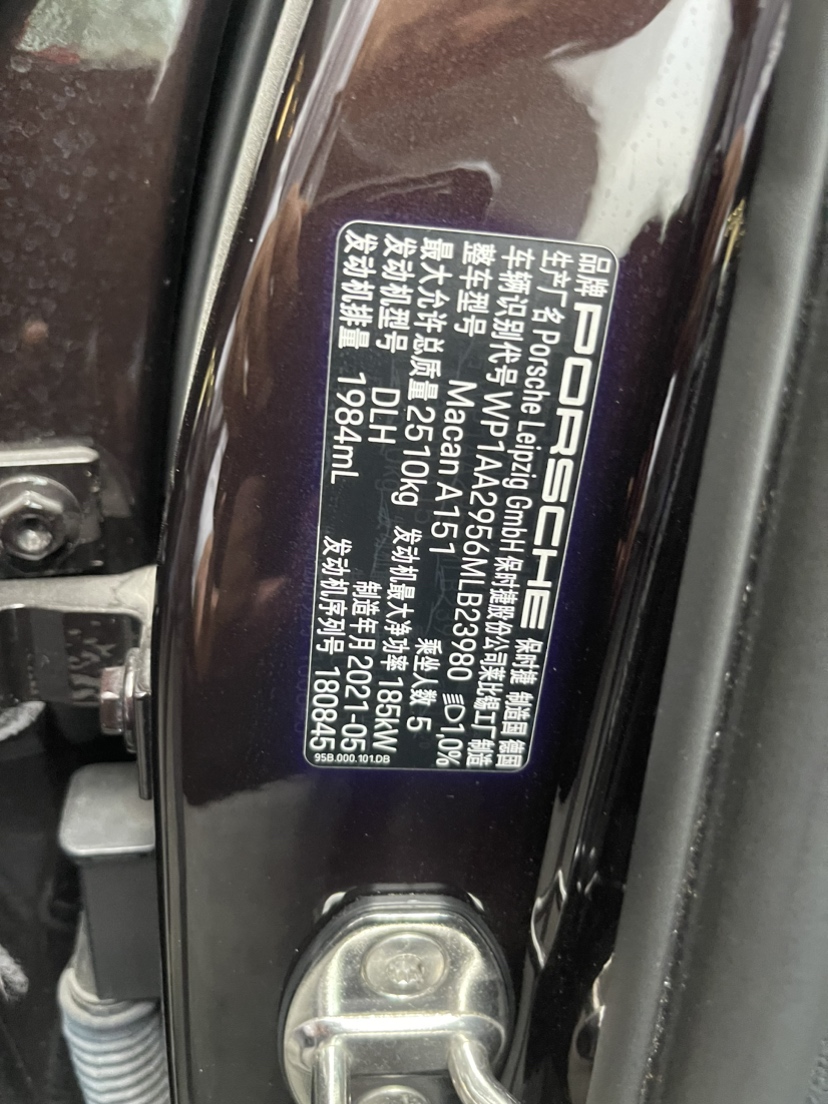 品牌 PORSCHE 保时捷 制造国 德国
生产厂名 Porsche Leipzig GmbH 保时捷股份公司莱比锡工厂 制造
车辆识别代号 WP1AA2956MLB23980 1,0%
整车型号 Macan A151 乘坐人数 5
最大允许总质量 2510kg 发动机最大净功率 185kW
发动机型号 DLH 制造年月 2021-05
发动机排量 1984mL 发动机序列号 180845
95B.000.101.DB